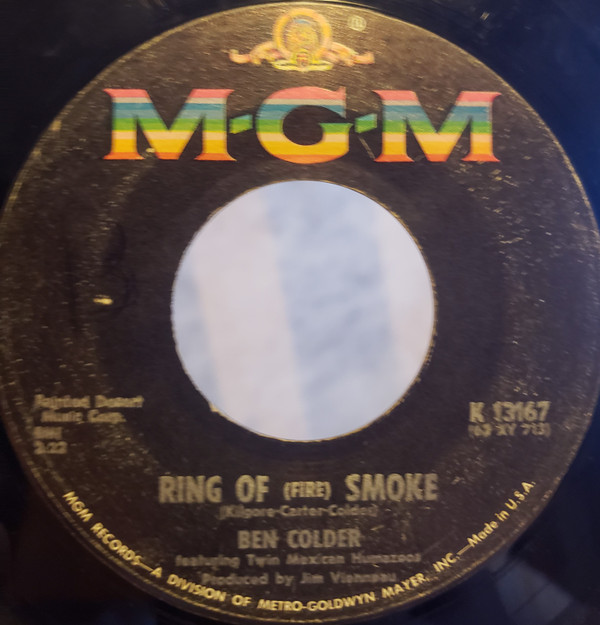 M-G-M
Painted Desert
Music Corp.
BMI
2:22
K 13167
(63 XY 713)
RING OF (FIRE) SMOKE
(Kilgore-Carter-Colder)
BEN COLDER
featuring Twin Mexican Humazoos
Produced by Jim Vienneau
MGM RECORDS—A DIVISION OF METRO-GOLDWYN MAYER, INC.—Made in U.S.A.